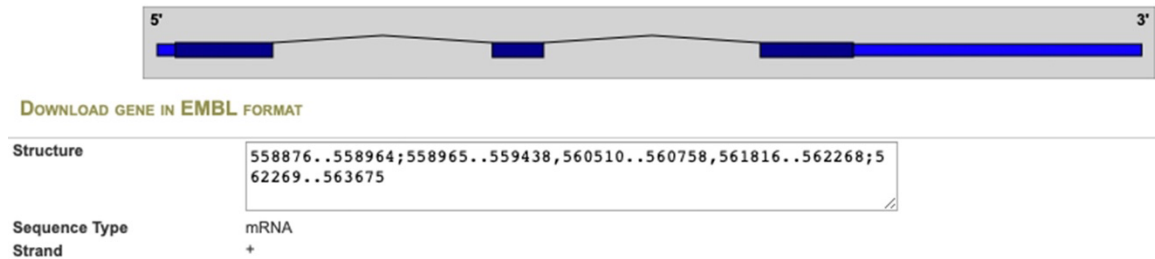 5' 3'
DOWNLOAD GENE IN EMBL FORMAT
Structure 558876..558964;558965..559438,560510..560758,561816..562268;5
62269..563675
Sequence Type mRNA
Strand +